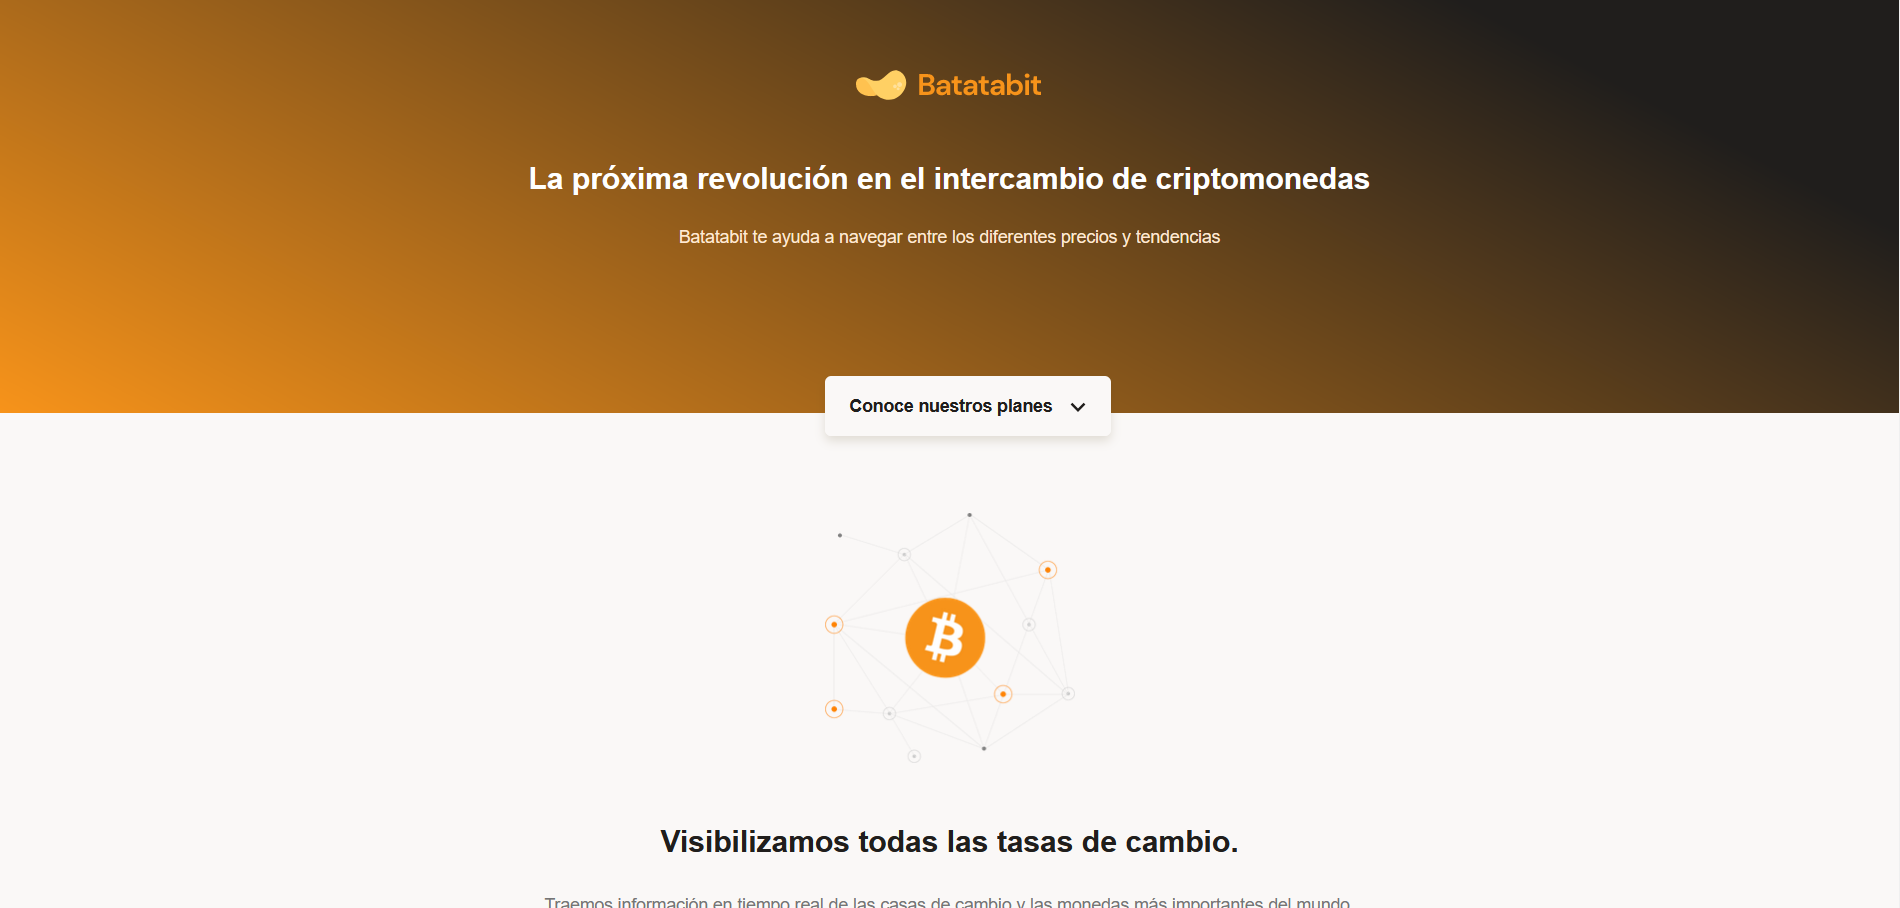 Batatabit
La próxima revolución en el intercambio de criptomonedas
Batatabit te ayuda a navegar entre los diferentes precios y tendencias
Conoce nuestros planes
Visibilizamos todas las tasas de cambio.
Traemos información en tiempo real de las casas de cambio y las monedas más importantes del mundo